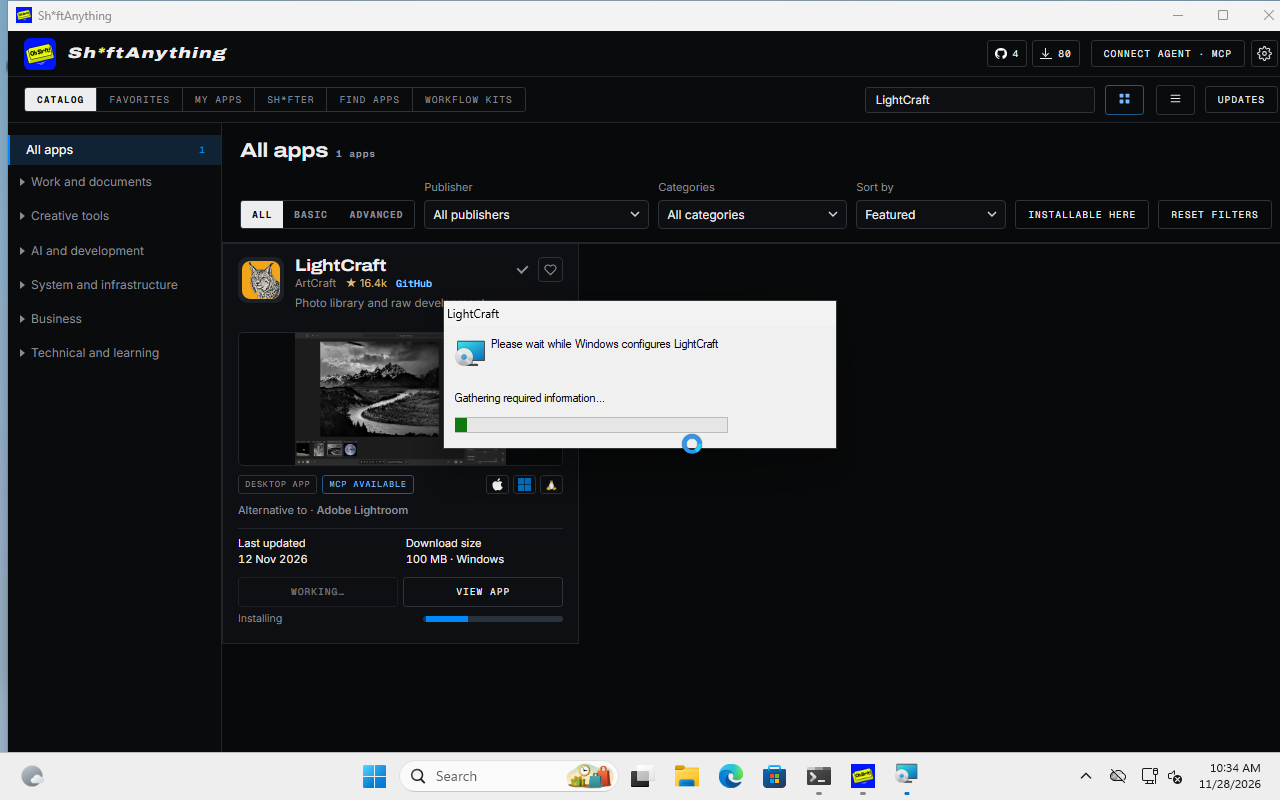 Sh*ftAnything
Oh Sh*ft!
Sh*ftAnything
4
80
CONNECT AGENT · MCP
CATALOG
FAVORITES
MY APPS
SH*FTER
FIND APPS
WORKFLOW KITS
LightCraft
UPDATES
All apps
1
Work and documents
Creative tools
AI and development
System and infrastructure
Business
Technical and learning
All apps
1 apps
Publisher
Categories
Sort by
ALL
BASIC
ADVANCED
All publishers
All categories
Featured
INSTALLABLE HERE
RESET FILTERS
LightCraft
ArtCraft ★ 16.4k GitHub
Photo library and raw
LightCraft
Please wait while Windows configures LightCraft
Gathering required information...
DESKTOP APP
MCP AVAILABLE
Alternative to · Adobe Lightroom
Last updated
12 Nov 2026
Download size
100 MB · Windows
WORKING…
VIEW APP
Installing
Search
10:34 AM
11/28/2026